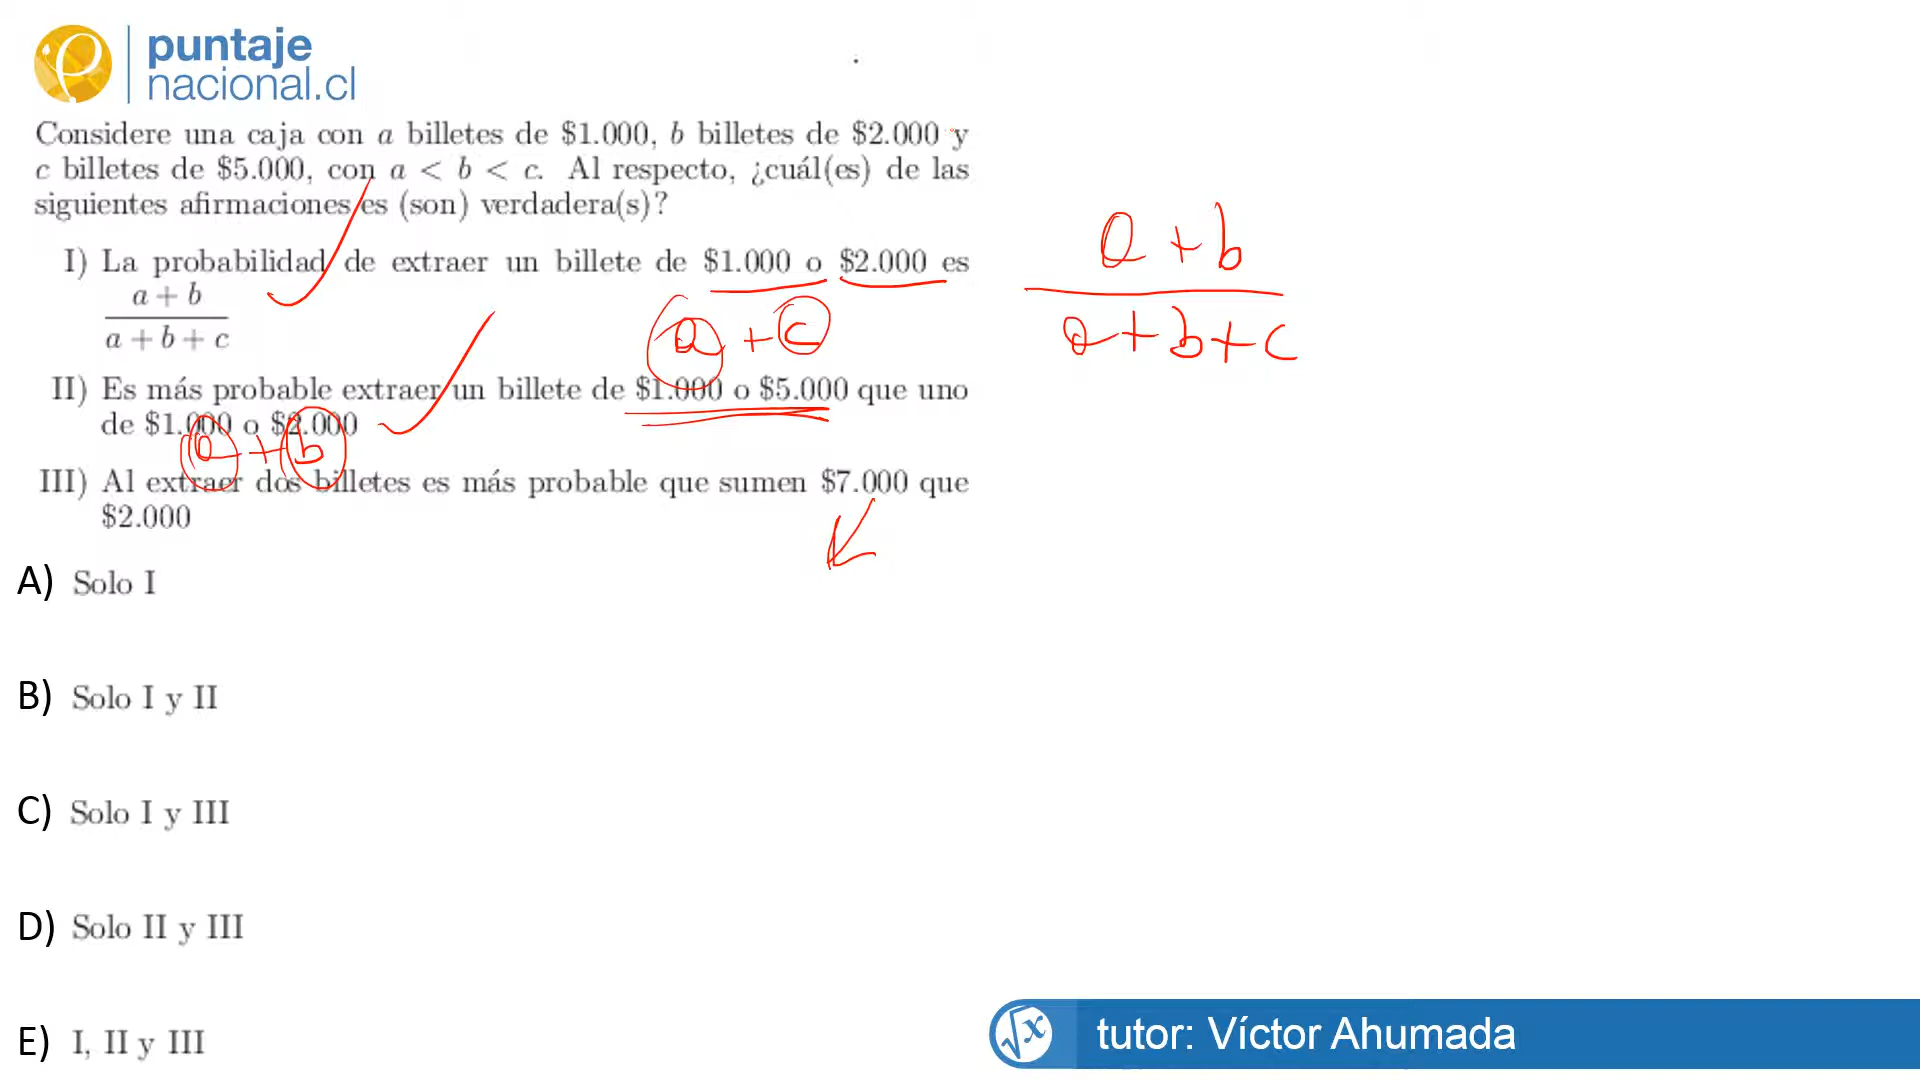 puntaje
nacional.cl
Considere una caja con a billetes de $1.000, b billetes de $2.000 y
c billetes de $5.000, con a < b < c. Al respecto, ¿cuál(es) de las
siguientes afirmaciones es (son) verdadera(s)?
I) La probabilidad de extraer un billete de $1.000 o $2.000 es
a + b
a + b + c
a + b
a + b + c
a + c
II) Es más probable extraer un billete de $1.000 o $5.000 que uno
de $1.000 o $2.000
a + b
III) Al extraer dos billetes es más probable que sumen $7.000 que
$2.000
A) Solo I
B) Solo I y II
C) Solo I y III
D) Solo II y III
E) I, II y III
√x
tutor: Víctor Ahumada